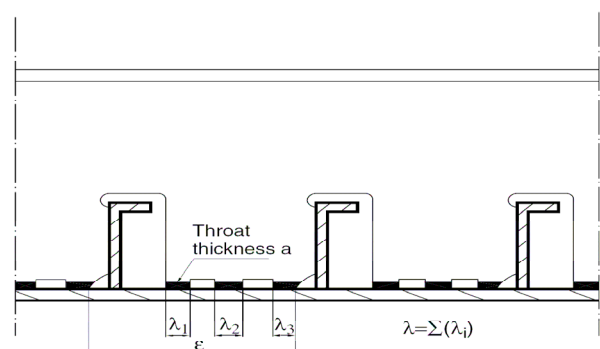 Throat
thickness a
λ₁ λ₂ λ₃ λ=Σ(λᵢ)
ε